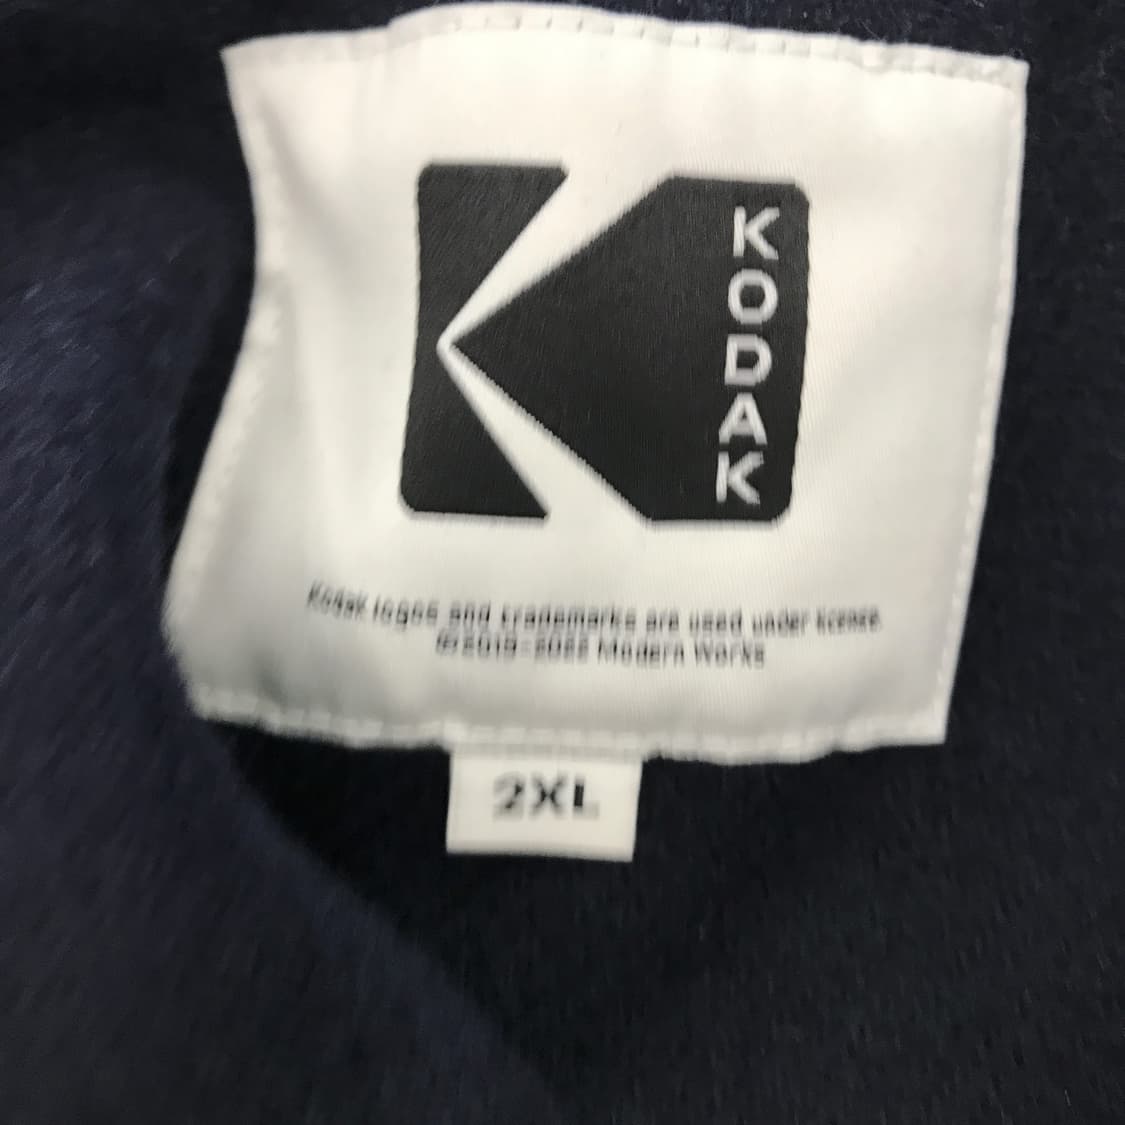 KODAK
Kodak logos and trademarks are used under license.
©2019-2022 Modern Works
2XL